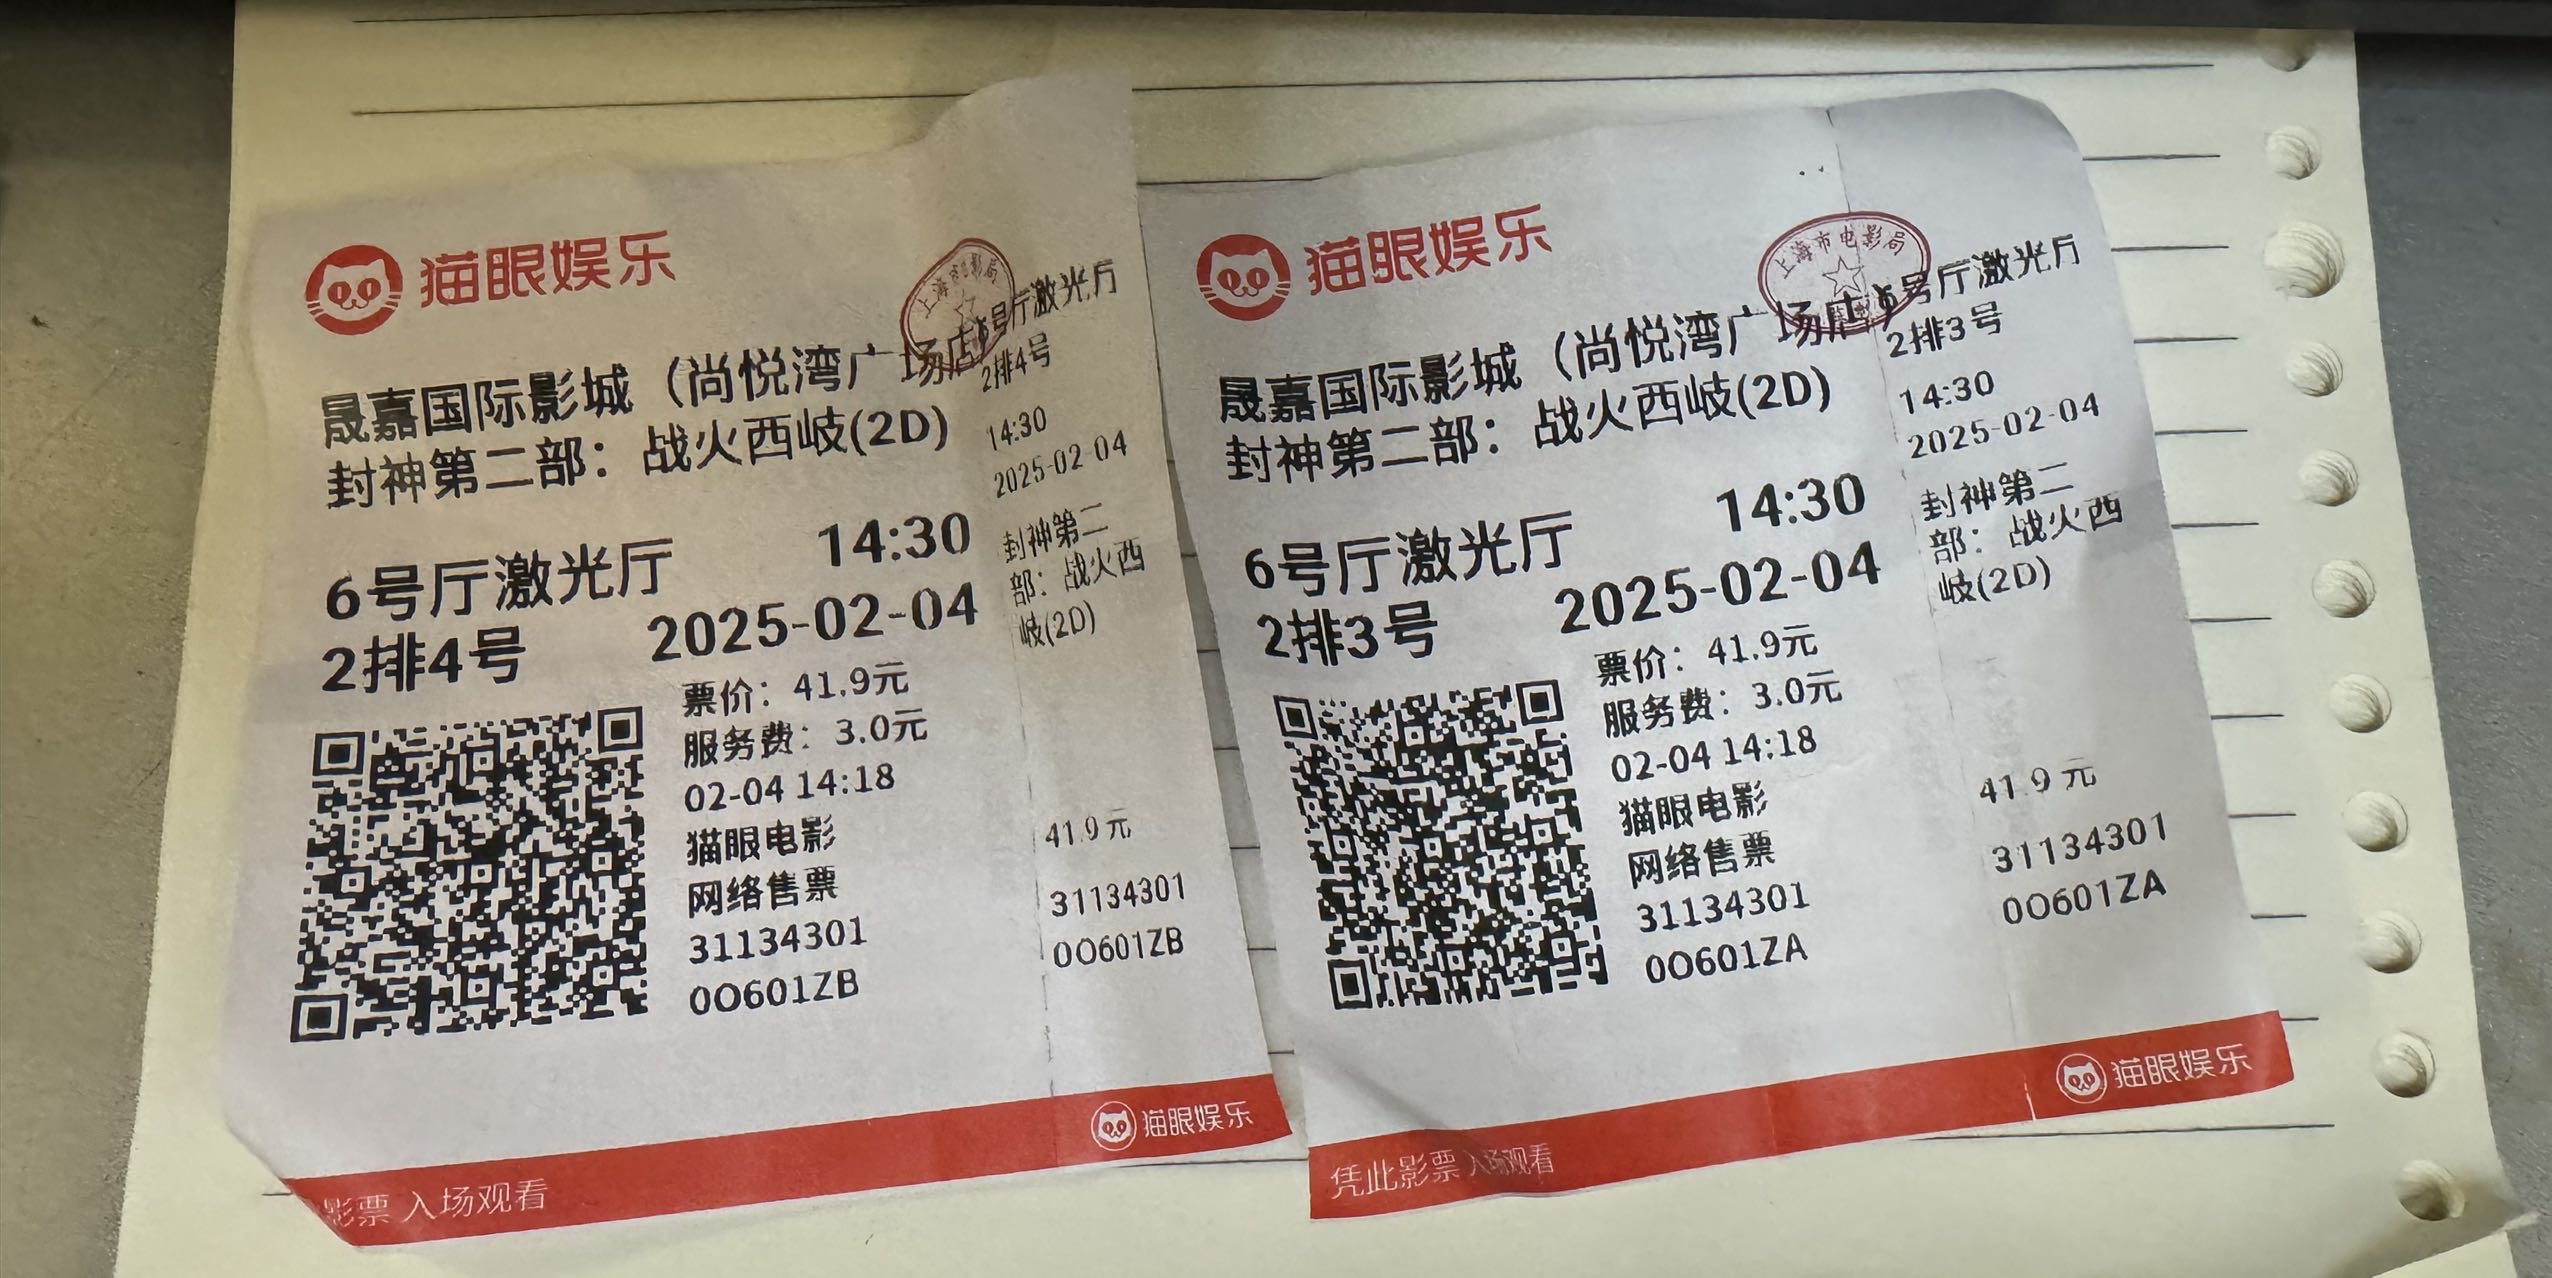 猫眼娱乐
上海市电影局
晟嘉国际影城（尚悦湾广场店）
封神第二部：战火西岐(2D)
6号厅激光厅
14:30
2排4号
2025-02-04
票价：41.9元
服务费：3.0元
02-04 14:18
猫眼电影
网络售票
31134301
0O601ZB
号厅激光厅
2排4号
14:30
2025-02-04
封神第二
部：战火西
岐(2D)
41.9 元
31134301
0O601ZB
猫眼娱乐
影票 入场观看
猫眼娱乐
上海市电影局
晟嘉国际影城（尚悦湾广场店）
封神第二部：战火西岐(2D)
6号厅激光厅
14:30
2排3号
2025-02-04
票价：41.9元
服务费：3.0元
02-04 14:18
猫眼电影
网络售票
31134301
0O601ZA
号厅激光厅
2排3号
14:30
2025-02-04
封神第二
部：战火西
岐(2D)
41.9 元
31134301
0O601ZA
猫眼娱乐
凭此影票 入场观看